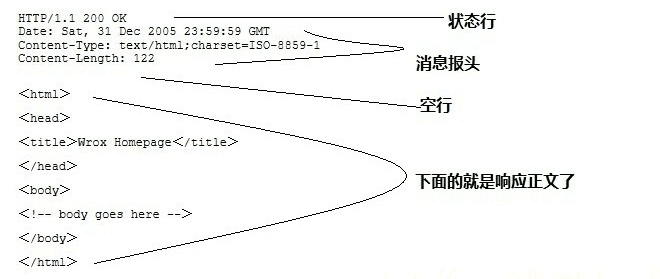 HTTP/1.1 200 OK
状态行
Date: Sat, 31 Dec 2005 23:59:59 GMT
Content-Type: text/html;charset=ISO-8859-1
Content-Length: 122
消息报头
空行
<html>
<head>
<title>Wrox Homepage</title>
</head>
下面的就是响应正文了
<body>
<!-- body goes here -->
</body>
</html>